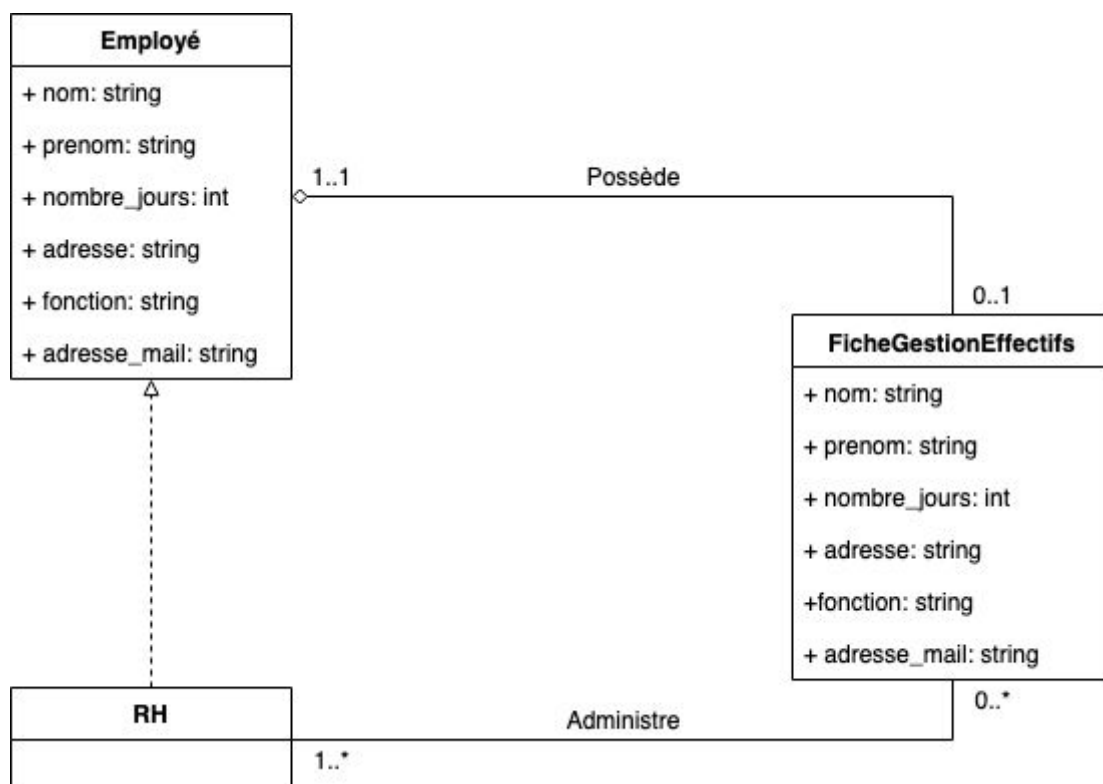 Employé
+ nom: string
+ prenom: string
+ nombre_jours: int
+ adresse: string
+ fonction: string
+ adresse_mail: string
1..1
Possède
0..1
FicheGestionEffectifs
+ nom: string
+ prenom: string
+ nombre_jours: int
+ adresse: string
+fonction: string
+ adresse_mail: string
0..*
RH
1..*
Administre